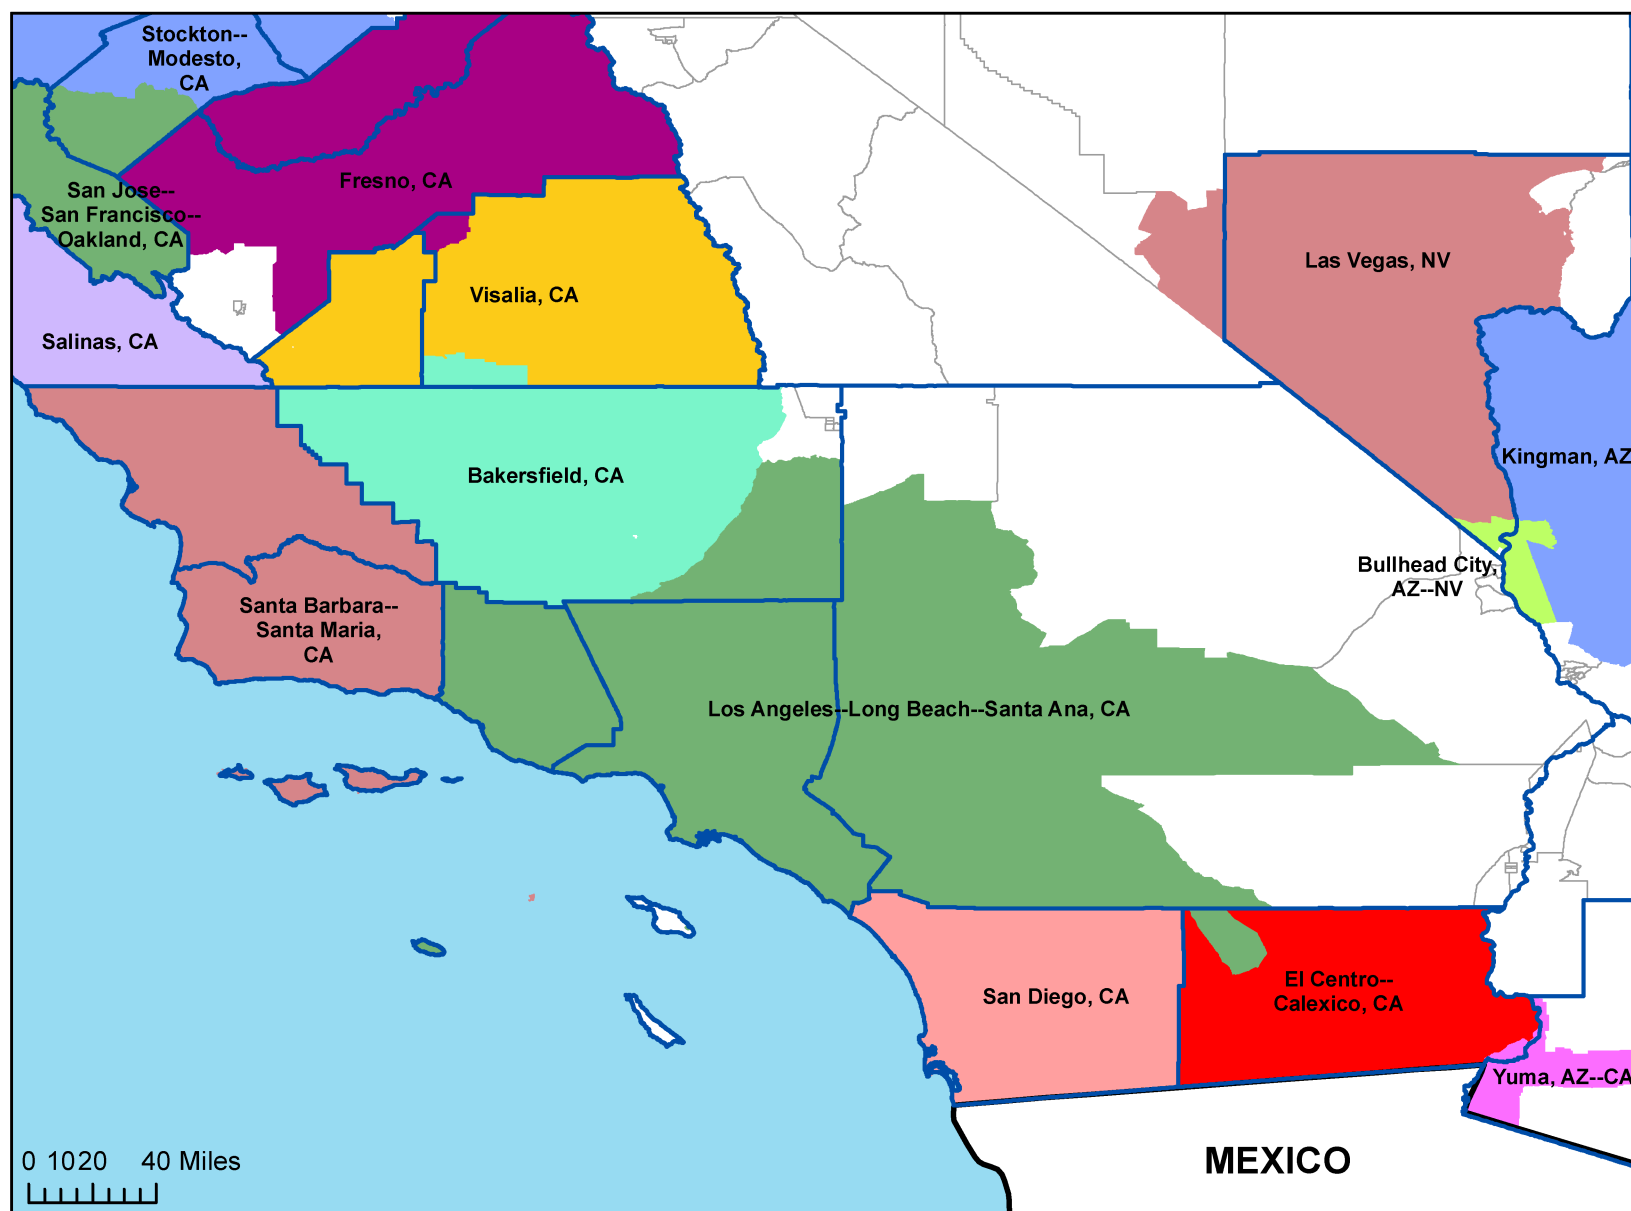 Stockton--
Modesto,
CA
Fresno, CA
San Jose--
San Francisco--
Oakland, CA
Las Vegas, NV
Visalia, CA
Salinas, CA
Kingman, AZ
Bakersfield, CA
Bullhead City,
AZ--NV
Santa Barbara--
Santa Maria,
CA
Los Angeles--Long Beach--Santa Ana, CA
San Diego, CA
El Centro--
Calexico, CA
Yuma, AZ--CA
MEXICO
0 10 20 40 Miles